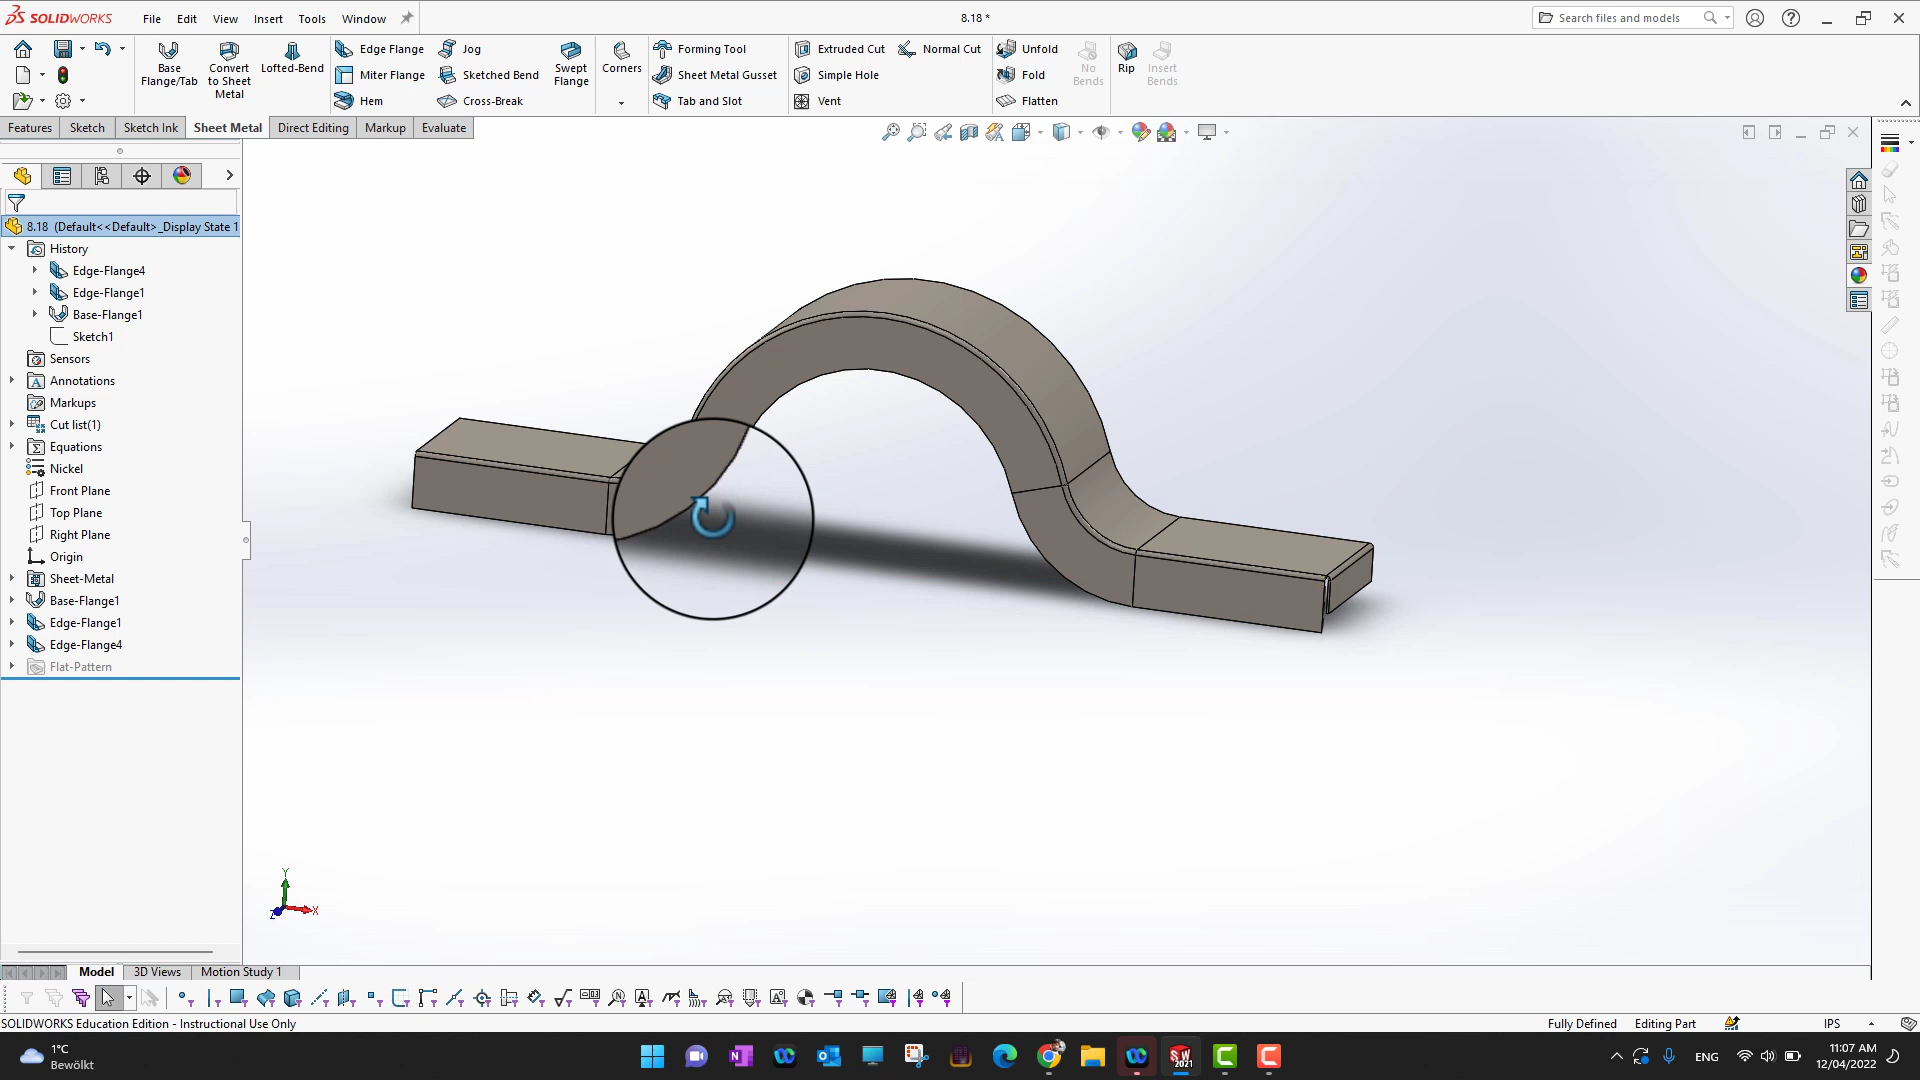 SOLIDWORKS File Edit View Insert Tools Window 8.18 * Search files and models
Base Flange/Tab
Convert to Sheet Metal
Lofted-Bend
Edge Flange
Miter Flange
Hem
Jog
Sketched Bend
Cross-Break
Swept Flange
Corners
Forming Tool
Sheet Metal Gusset
Tab and Slot
Extruded Cut
Simple Hole
Vent
Normal Cut
Unfold
Fold
Flatten
No Bends
Rip
Insert Bends
Features Sketch Sketch Ink Sheet Metal Direct Editing Markup Evaluate
8.18 (Default<<Default>_Display State 1
History
Edge-Flange4
Edge-Flange1
Base-Flange1
Sketch1
Sensors
Annotations
Markups
Cut list(1)
Equations
Nickel
Front Plane
Top Plane
Right Plane
Origin
Sheet-Metal
Base-Flange1
Edge-Flange1
Edge-Flange4
Flat-Pattern
Y
Z X
Model 3D Views Motion Study 1
SOLIDWORKS Education Edition - Instructional Use Only Fully Defined Editing Part IPS
1°C
Bewölkt
SW
2021
ENG
11:07 AM
12/04/2022